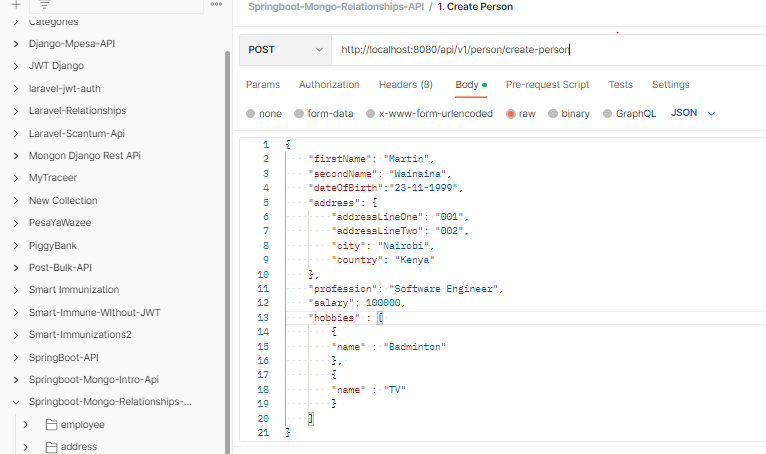 Springboot-Mongo-Relationships-API / 1. Create Person
Categories
Django-Mpesa-API
JWT Django
laravel-jwt-auth
Laravel-Relationships
Laravel-Scantum-Api
Mongon Django Rest APi
MyTraceer
New Collection
PesaYaWazee
PiggyBank
Post-Bulk-API
Smart Immunization
Smart-Immune-WIthout-JWT
Smart-Immunizations2
SpringBoot-API
Springboot-Mongo-Intro-Api
Springboot-Mongo-Relationships-...
employee
address
POST http://localhost:8080/api/v1/person/create-person
Params Authorization Headers (8) Body Pre-request Script Tests Settings
none form-data x-www-form-urlencoded raw binary GraphQL JSON
1 {
2 "firstName": "Martin",
3 "secondName": "Wainaina",
4 "dateOfBirth":"23-11-1999",
5 "address": {
6 "addressLineOne": "001",
7 "addressLineTwo": "002",
8 "city": "Nairobi",
9 "country": "Kenya"
10 },
11 "profession": "Software Engineer",
12 "salary": 100000,
13 "hobbies" : [
14 {
15 "name" : "Badminton"
16 },
17 {
18 "name" : "TV"
19 }
20 ]
21 }